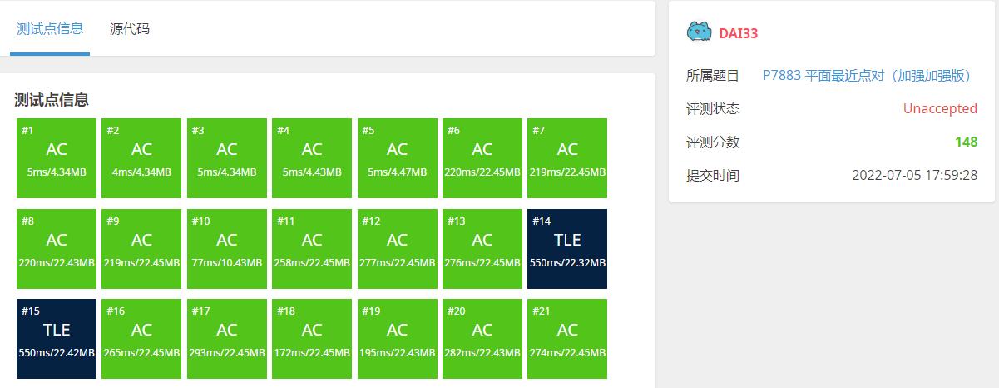 测试点信息 源代码
DAI33
所属题目 P7883 平面最近点对（加强加强版）
评测状态 Unaccepted
评测分数 148
提交时间 2022-07-05 17:59:28
测试点信息
#1 #2 #3 #4 #5 #6 #7
AC AC AC AC AC AC AC
5ms/4.34MB 4ms/4.34MB 5ms/4.34MB 5ms/4.43MB 5ms/4.47MB 220ms/22.45MB 219ms/22.45MB
#8 #9 #10 #11 #12 #13 #14
AC AC AC AC AC AC TLE
220ms/22.43MB 219ms/22.45MB 77ms/10.43MB 258ms/22.45MB 277ms/22.45MB 276ms/22.45MB 550ms/22.32MB
#15 #16 #17 #18 #19 #20 #21
TLE AC AC AC AC AC AC
550ms/22.42MB 265ms/22.45MB 293ms/22.45MB 172ms/22.45MB 195ms/22.43MB 282ms/22.43MB 274ms/22.45MB